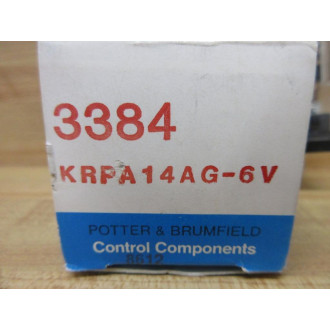 3384
KRPA14AG-6V
POTTER & BRUMFIELD
Control Components
8612